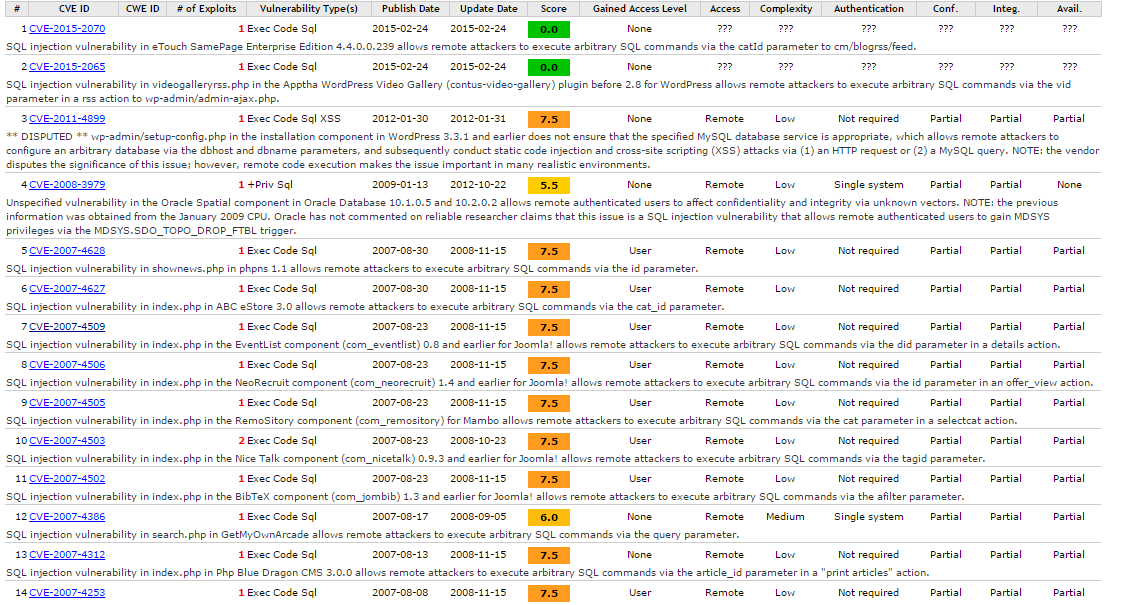 # CVE ID CWE ID # of Exploits Vulnerability Type(s) Publish Date Update Date Score Gained Access Level Access Complexity Authentication Conf. Integ. Avail.
1 CVE-2015-2070 1 Exec Code Sql 2015-02-24 2015-02-24 0.0 None ??? ??? ??? ??? ??? ???
SQL injection vulnerability in eTouch SamePage Enterprise Edition 4.4.0.0.239 allows remote attackers to execute arbitrary SQL commands via the catId parameter to cm/blogrss/feed.
2 CVE-2015-2065 1 Exec Code Sql 2015-02-24 2015-02-24 0.0 None ??? ??? ??? ??? ??? ???
SQL injection vulnerability in videogalleryrss.php in the Apptha WordPress Video Gallery (contus-video-gallery) plugin before 2.8 for WordPress allows remote attackers to execute arbitrary SQL commands via the vid
parameter in a rss action to wp-admin/admin-ajax.php.
3 CVE-2011-4899 1 Exec Code Sql XSS 2012-01-30 2012-01-31 7.5 None Remote Low Not required Partial Partial Partial
** DISPUTED ** wp-admin/setup-config.php in the installation component in WordPress 3.3.1 and earlier does not ensure that the specified MySQL database service is appropriate, which allows remote attackers to
configure an arbitrary database via the dbhost and dbname parameters, and subsequently conduct static code injection and cross-site scripting (XSS) attacks via (1) an HTTP request or (2) a MySQL query. NOTE: the vendor
disputes the significance of this issue; however, remote code execution makes the issue important in many realistic environments.
4 CVE-2008-3979 1 +Priv Sql 2009-01-13 2012-10-22 5.5 None Remote Low Single system Partial Partial None
Unspecified vulnerability in the Oracle Spatial component in Oracle Database 10.1.0.5 and 10.2.0.2 allows remote authenticated users to affect confidentiality and integrity via unknown vectors. NOTE: the previous
information was obtained from the January 2009 CPU. Oracle has not commented on reliable researcher claims that this issue is a SQL injection vulnerability that allows remote authenticated users to gain MDSYS
privileges via the MDSYS.SDO_TOPO_DROP_FTBL trigger.
5 CVE-2007-4628 1 Exec Code Sql 2007-08-30 2008-11-15 7.5 User Remote Low Not required Partial Partial Partial
SQL injection vulnerability in shownews.php in phpns 1.1 allows remote attackers to execute arbitrary SQL commands via the id parameter.
6 CVE-2007-4627 1 Exec Code Sql 2007-08-30 2008-11-15 7.5 User Remote Low Not required Partial Partial Partial
SQL injection vulnerability in index.php in ABC eStore 3.0 allows remote attackers to execute arbitrary SQL commands via the cat_id parameter.
7 CVE-2007-4509 1 Exec Code Sql 2007-08-23 2008-11-15 7.5 User Remote Low Not required Partial Partial Partial
SQL injection vulnerability in index.php in the EventList component (com_eventlist) 0.8 and earlier for Joomla! allows remote attackers to execute arbitrary SQL commands via the did parameter in a details action.
8 CVE-2007-4506 1 Exec Code Sql 2007-08-23 2008-11-15 7.5 User Remote Low Not required Partial Partial Partial
SQL injection vulnerability in index.php in the NeoRecruit component (com_neorecruit) 1.4 and earlier for Joomla! allows remote attackers to execute arbitrary SQL commands via the id parameter in an offer_view action.
9 CVE-2007-4505 1 Exec Code Sql 2007-08-23 2008-11-15 7.5 User Remote Low Not required Partial Partial Partial
SQL injection vulnerability in index.php in the RemoSitory component (com_remository) for Mambo allows remote attackers to execute arbitrary SQL commands via the cat parameter in a selectcat action.
10 CVE-2007-4503 2 Exec Code Sql 2007-08-23 2008-10-23 7.5 User Remote Low Not required Partial Partial Partial
SQL injection vulnerability in index.php in the Nice Talk component (com_nicetalk) 0.9.3 and earlier for Joomla! allows remote attackers to execute arbitrary SQL commands via the tagid parameter.
11 CVE-2007-4502 1 Exec Code Sql 2007-08-23 2008-11-15 7.5 User Remote Low Not required Partial Partial Partial
SQL injection vulnerability in index.php in the BibTeX component (com_jombib) 1.3 and earlier for Joomla! allows remote attackers to execute arbitrary SQL commands via the afilter parameter.
12 CVE-2007-4386 1 Exec Code Sql 2007-08-17 2008-09-05 6.0 None Remote Medium Single system Partial Partial Partial
SQL injection vulnerability in search.php in GetMyOwnArcade allows remote attackers to execute arbitrary SQL commands via the query parameter.
13 CVE-2007-4312 1 Exec Code Sql 2007-08-13 2008-11-15 7.5 None Remote Low Not required Partial Partial Partial
SQL injection vulnerability in index.php in Php Blue Dragon CMS 3.0.0 allows remote attackers to execute arbitrary SQL commands via the article_id parameter in a "print articles" action.
14 CVE-2007-4253 1 Exec Code Sql 2007-08-08 2008-11-15 7.5 User Remote Low Not required Partial Partial Partial